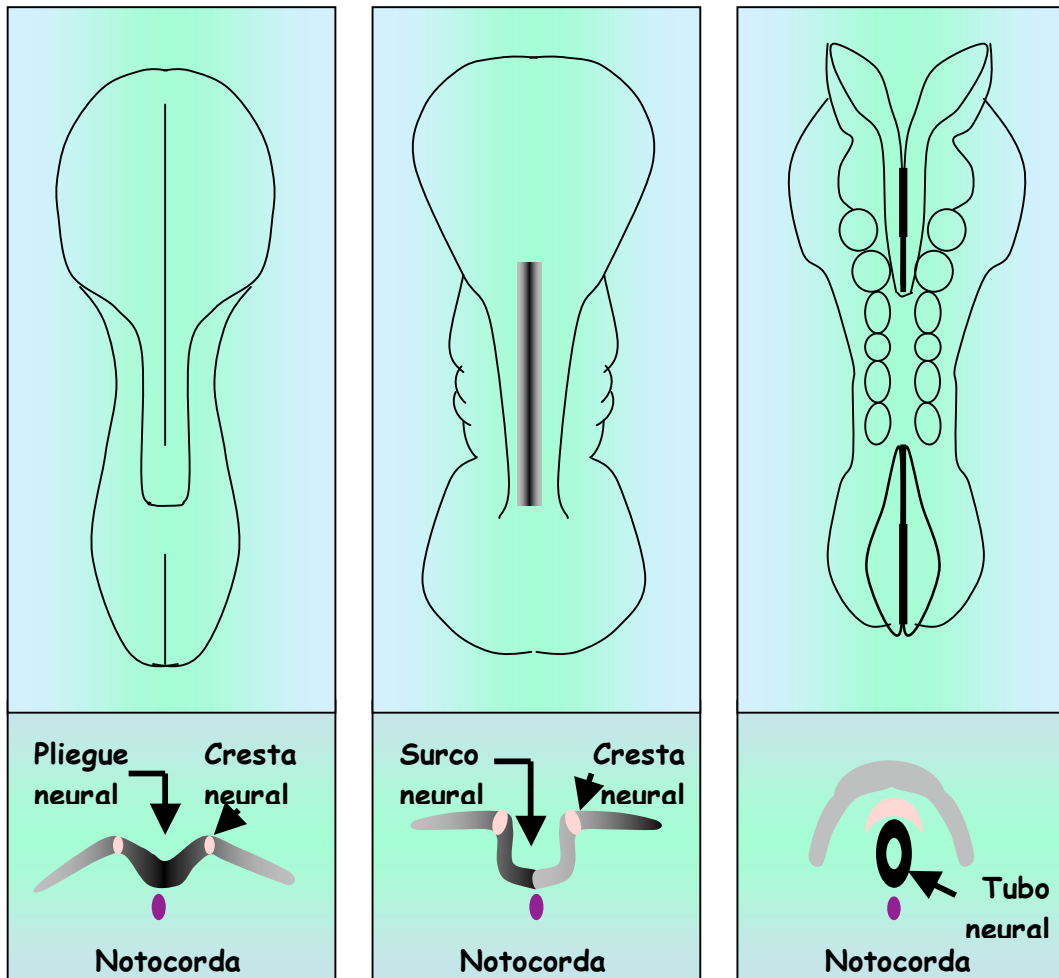 Pliegue
neural
Cresta
neural
Notocorda
Surco
neural
Cresta
neural
Notocorda
Tubo
neural
Notocorda